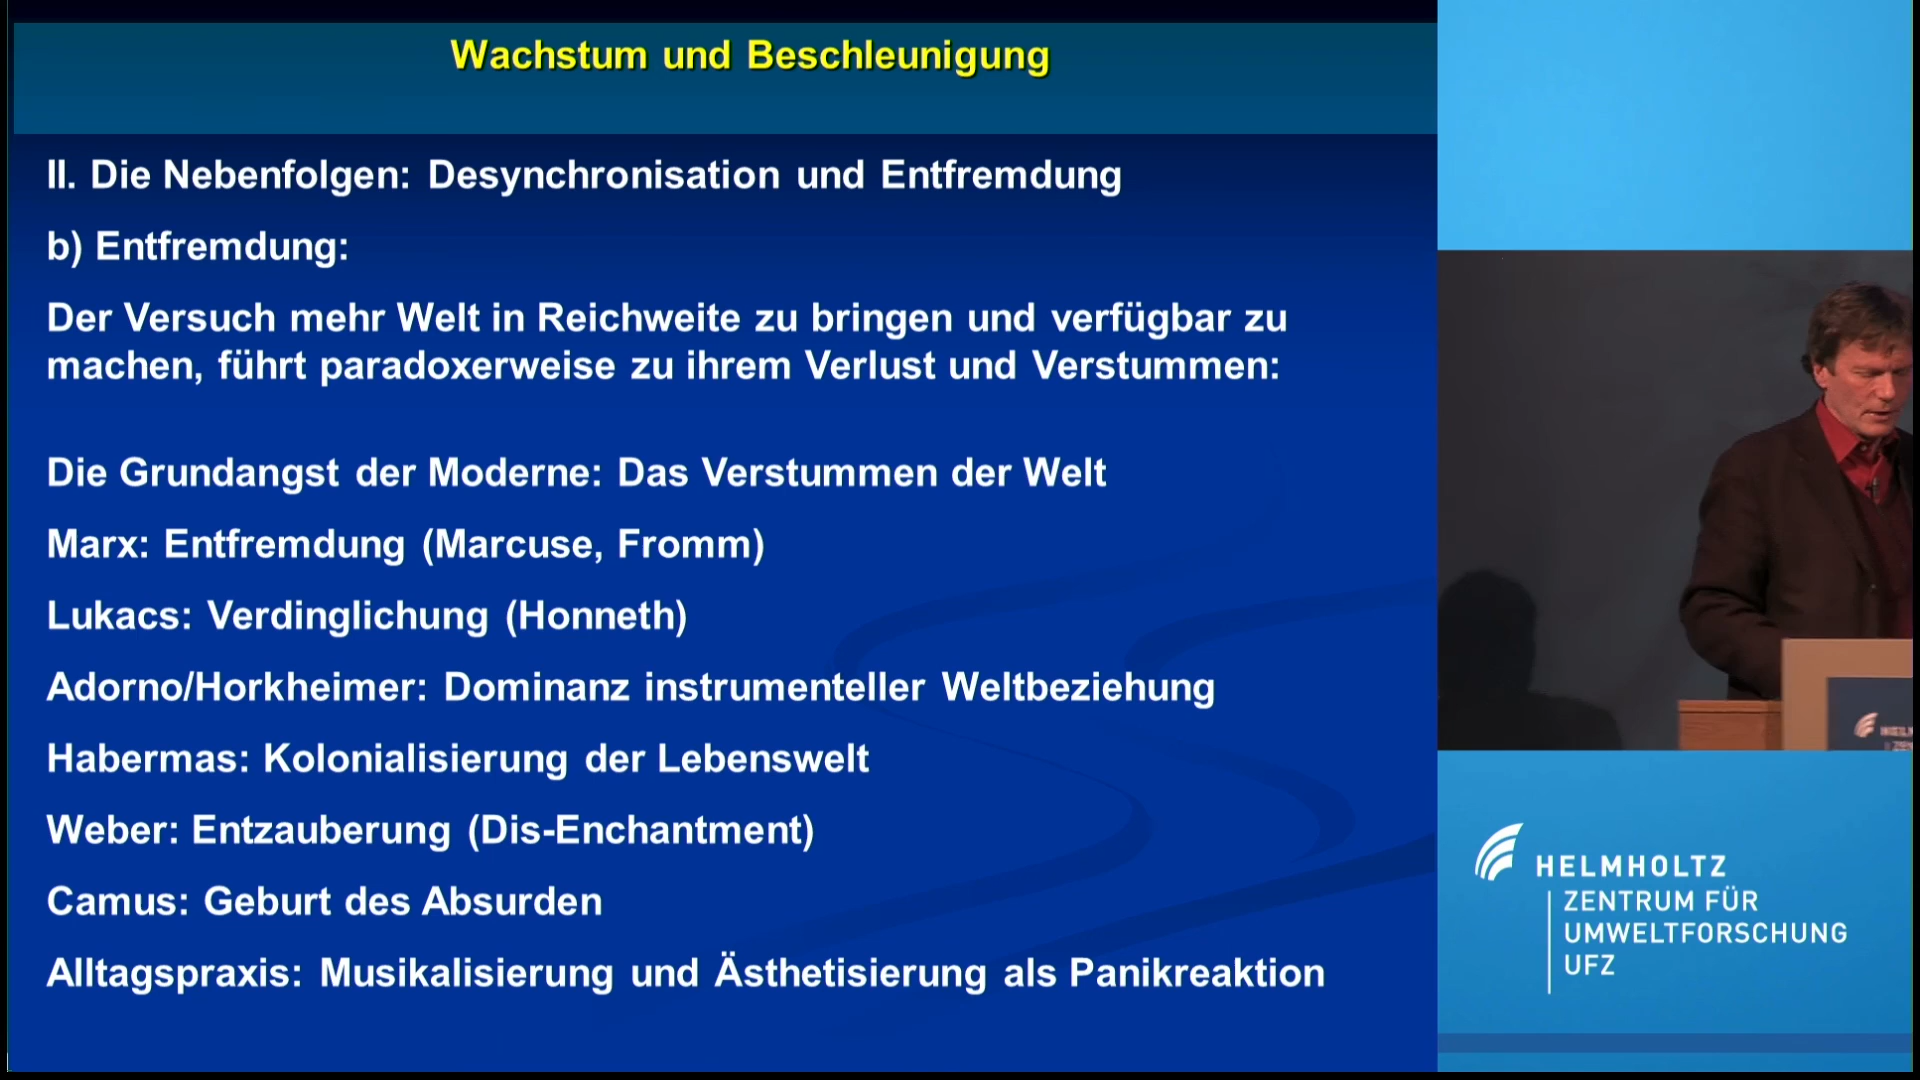 Wachstum und Beschleunigung
II. Die Nebenfolgen: Desynchronisation und Entfremdung
b) Entfremdung:
Der Versuch mehr Welt in Reichweite zu bringen und verfügbar zu
machen, führt paradoxerweise zu ihrem Verlust und Verstummen:
Die Grundangst der Moderne: Das Verstummen der Welt
Marx: Entfremdung (Marcuse, Fromm)
Lukacs: Verdinglichung (Honneth)
Adorno/Horkheimer: Dominanz instrumenteller Weltbeziehung
Habermas: Kolonialisierung der Lebenswelt
Weber: Entzauberung (Dis-Enchantment)
Camus: Geburt des Absurden
Alltagspraxis: Musikalisierung und Ästhetisierung als Panikreaktion
HELMHOLTZ
ZENTRUM FÜR
UMWELTFORSCHUNG
UFZ